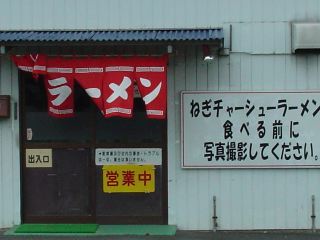 ラーメン
出入口
営業中
ねぎチャーシューラーメン
食べる前に
写真撮影してください。